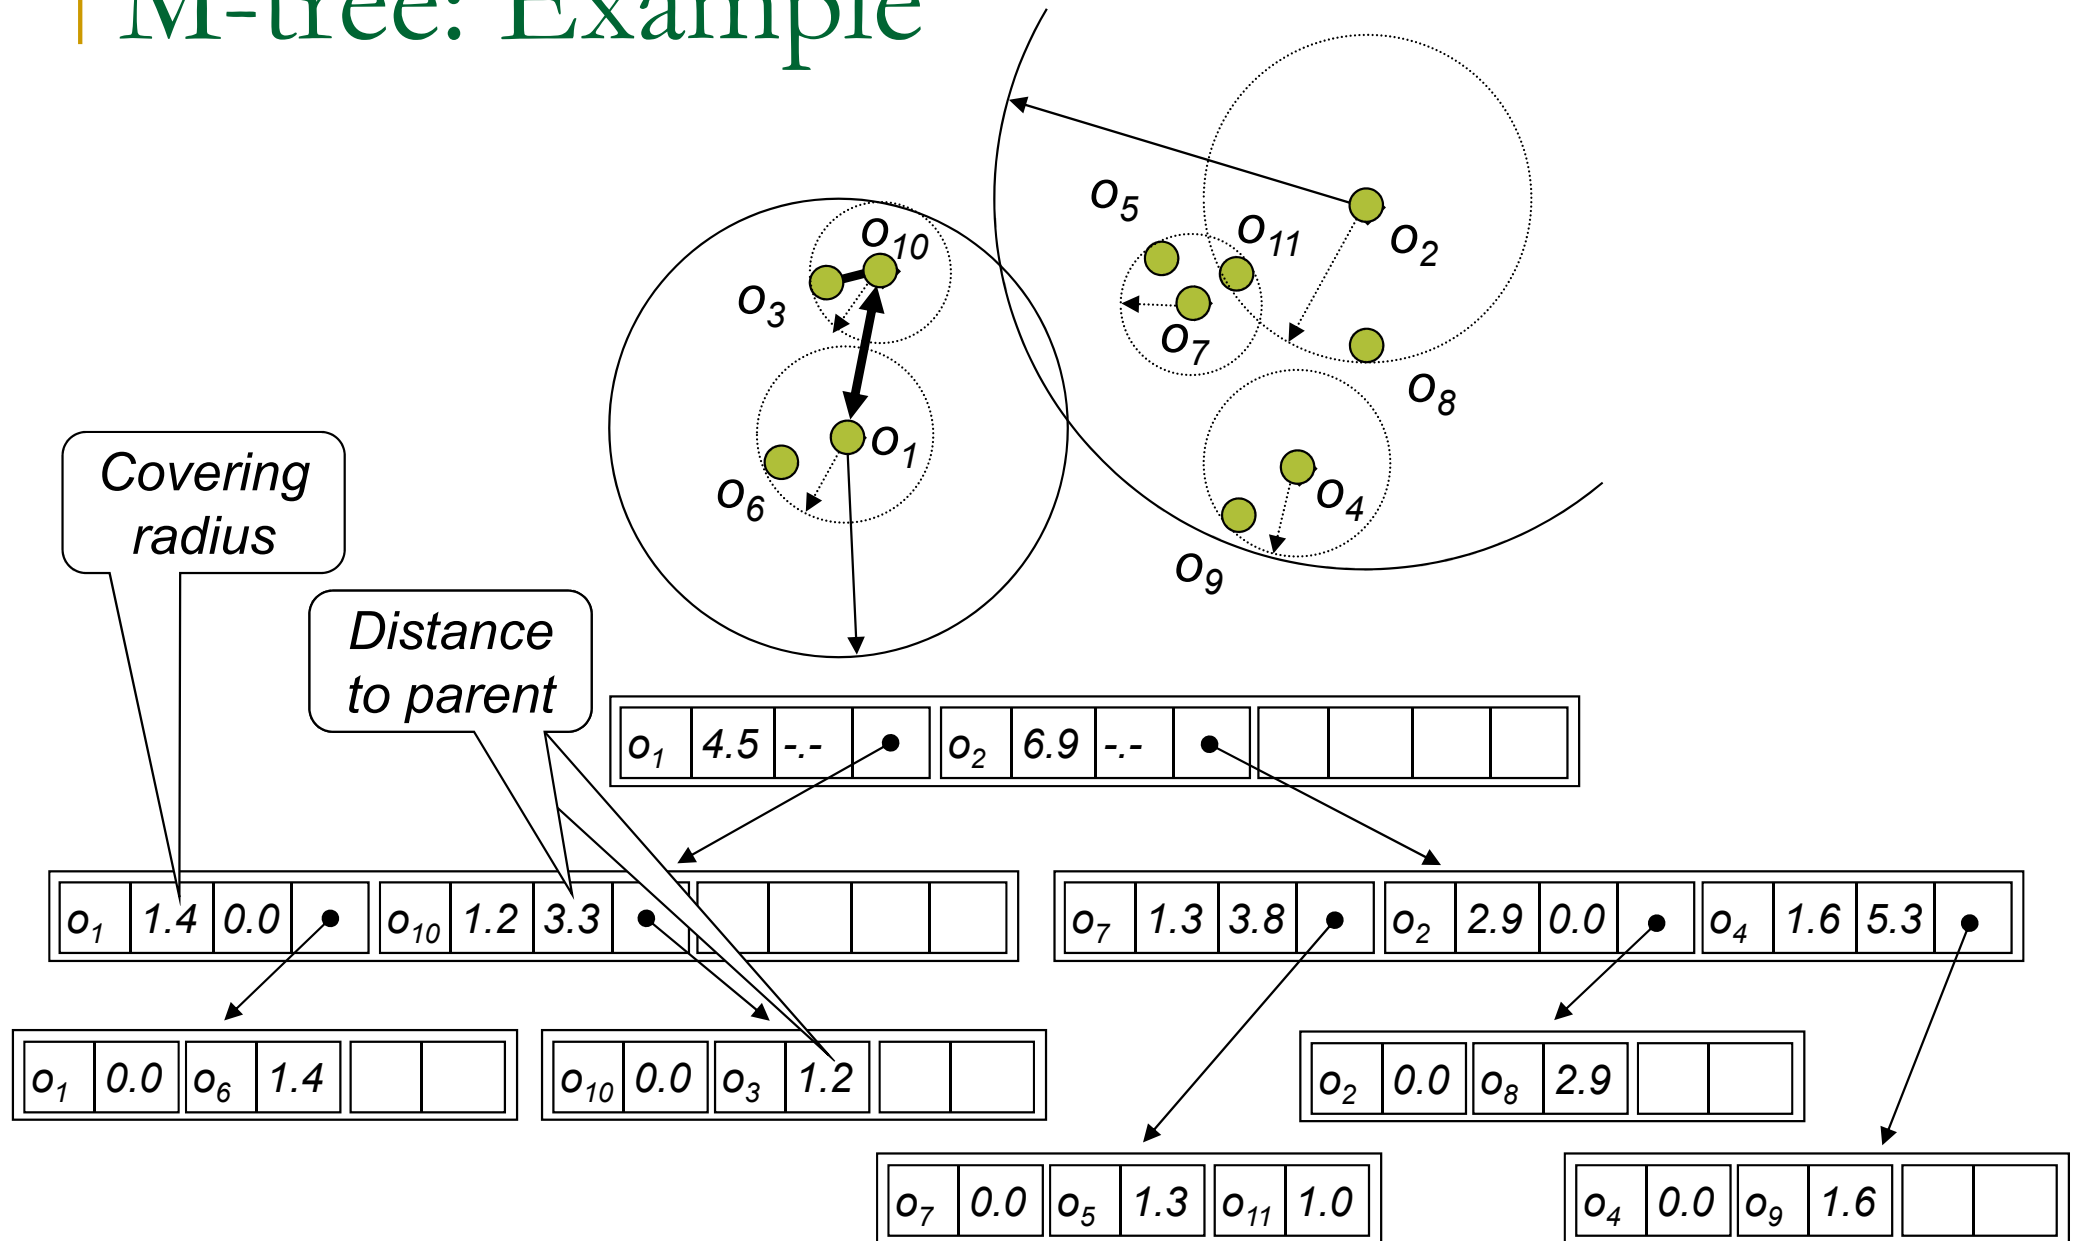 M-tree: Example
o5
o11
o2
o10
o3
o7
o8
o1
o6
o4
o9
Covering
radius
Distance
to parent
o1 4.5 -.- o2 6.9 -.-
o1 1.4 0.0 o10 1.2 3.3
o7 1.3 3.8 o2 2.9 0.0 o4 1.6 5.3
o1 0.0 o6 1.4
o10 0.0 o3 1.2
o2 0.0 o8 2.9
o7 0.0 o5 1.3 o11 1.0
o4 0.0 o9 1.6